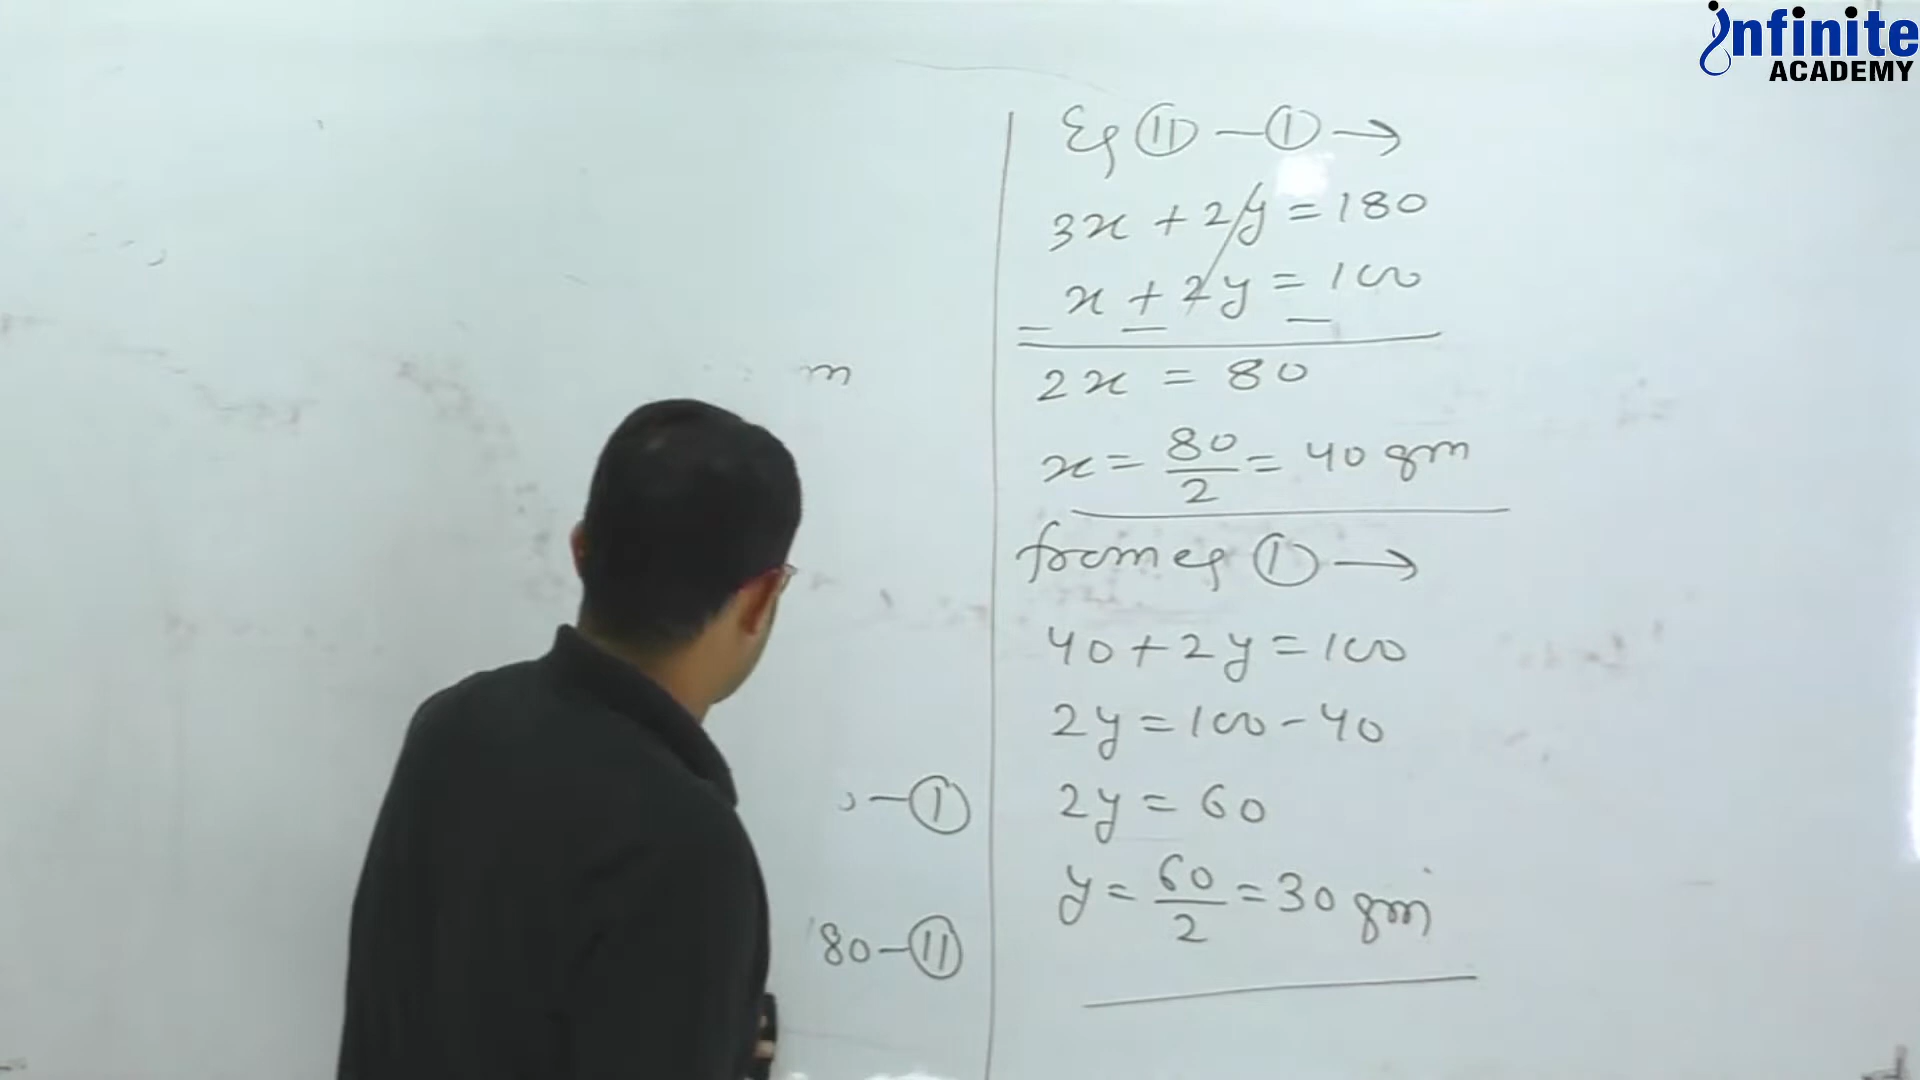 infinite
ACADEMY
m
-Ⓘ
80-Ⓘ Ⓘ
Eq (II) - (I) →
3x + 2y = 180
x + 2y = 100
- - -
2x = 80
x = 80/2 = 40 gm
from eq (I) →
40 + 2y = 100
2y = 100 - 40
2y = 60
y = 60/2 = 30 gm